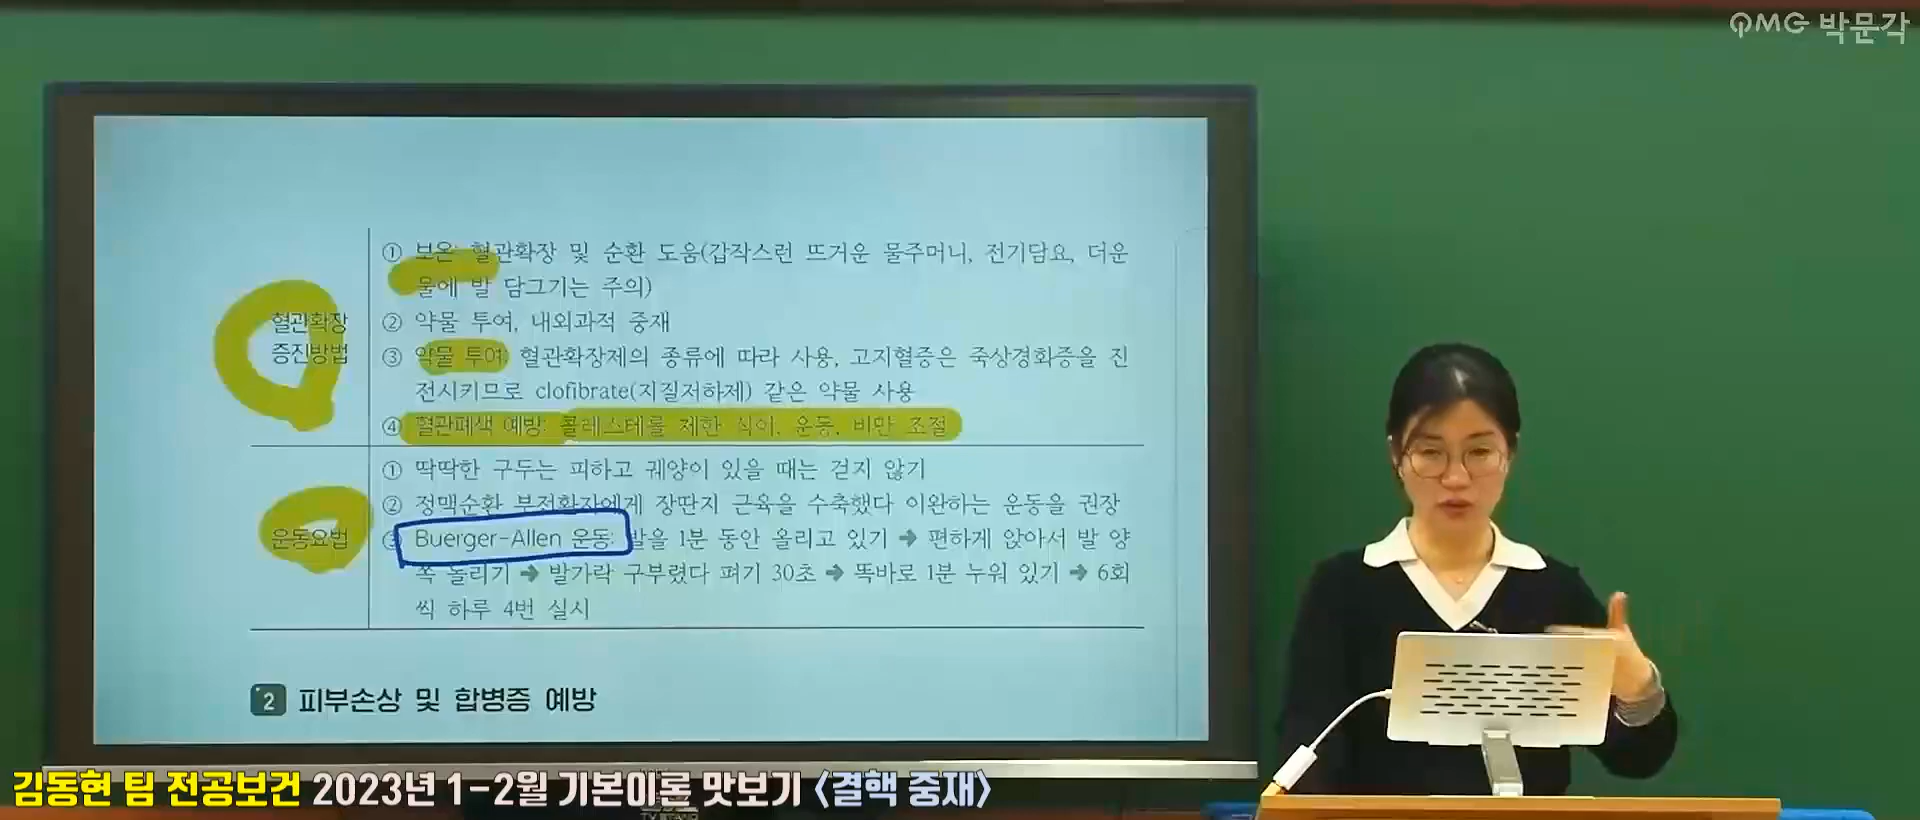 PMG 박문각
① 보온: 혈관확장 및 순환 도움(갑작스런 뜨거운 물주머니, 전기담요, 더운
물에 발 담그기는 주의)
혈관확장
증진방법
② 약물 투여, 내외과적 중재
③ 약물 투여: 혈관확장제의 종류에 따라 사용, 고지혈증은 죽상경화증을 진
전시키므로 clofibrate(지질저하제) 같은 약물 사용
④ 혈관폐색 예방: 콜레스테롤 제한 식이, 운동, 비만 조절
① 딱딱한 구두는 피하고 궤양이 있을 때는 걷지 않기
② 정맥순환 부전환자에게 장딴지 근육을 수축했다 이완하는 운동을 권장
운동요법
③ Buerger-Allen 운동: 발을 1분 동안 올리고 있기 ➔ 편하게 앉아서 발 양
쪽 돌리기 ➔ 발가락 구부렸다 펴기 30초 ➔ 똑바로 1분 누워 있기 ➔ 6회
씩 하루 4번 실시
2 피부손상 및 합병증 예방
김동현 팀 전공보건 2023년 1-2월 기본이론 맛보기 <결핵 중재>
TV STAND